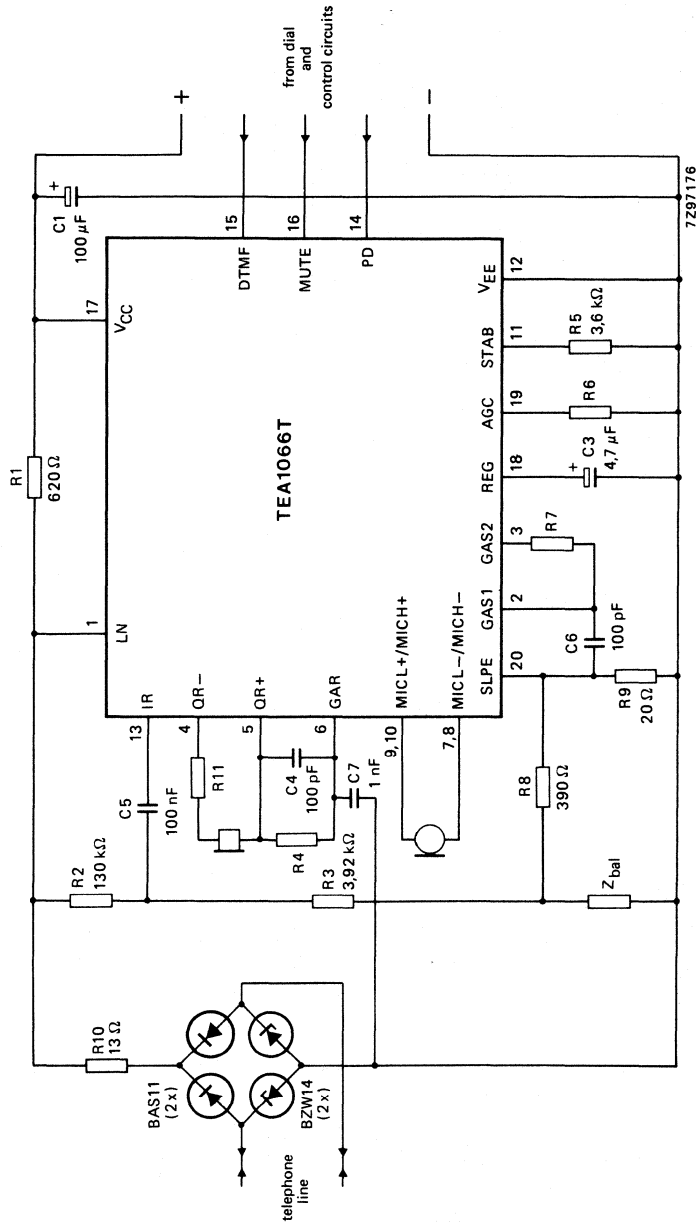 R1
620 Ω
C1
100 µF
+
+
from dial
and
control circuits
−
17
VCC
1
LN
15
DTMF
16
MUTE
14
PD
TEA1066T
R2
130 kΩ
C5
100 nF
13
IR
4
QR−
R11
5
QR+
C4
100 pF
6
GAR
R4
C7
1 nF
R3
3,92 kΩ
9,10
MICL+/MICH+
7,8
MICL−/MICH−
R10
13 Ω
BAS11
(2x)
BZW14
(2x)
telephone
line
SLPE
GAS1
GAS2
REG
AGC
STAB
VEE
20
2
3
18
19
11
12
R8
390 Ω
Zbal
R9
20 Ω
C6
100 pF
R7
+
C3
4,7 µF
R6
R5
3,6 kΩ
7Z97176